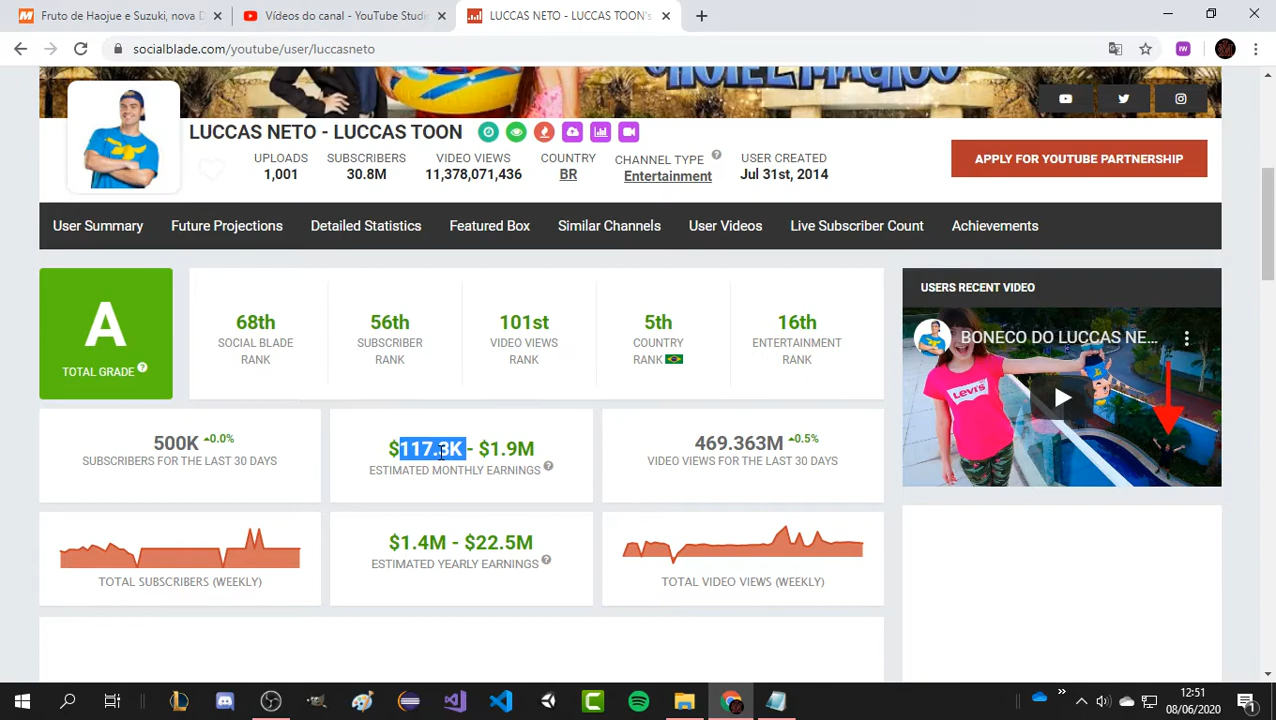 Fruto de Haojue e Suzuki, nova D
Vídeos do canal - YouTube Studi
LUCCAS NETO - LUCCAS TOON's
socialblade.com/youtube/user/luccasneto
HOTEL MÁGICO
LUCCAS NETO - LUCCAS TOON
UPLOADS
1,001
SUBSCRIBERS
30.8M
VIDEO VIEWS
11,378,071,436
COUNTRY
BR
CHANNEL TYPE
Entertainment
USER CREATED
Jul 31st, 2014
APPLY FOR YOUTUBE PARTNERSHIP
User Summary
Future Projections
Detailed Statistics
Featured Box
Similar Channels
User Videos
Live Subscriber Count
Achievements
A
TOTAL GRADE
68th
SOCIAL BLADE
RANK
56th
SUBSCRIBER
RANK
101st
VIDEO VIEWS
RANK
5th
COUNTRY
RANK
16th
ENTERTAINMENT
RANK
USERS RECENT VIDEO
BONECO DO LUCCAS NE...
LEVI'S
500K 0.0%
SUBSCRIBERS FOR THE LAST 30 DAYS
$117.3K - $1.9M
ESTIMATED MONTHLY EARNINGS
469.363M 0.5%
VIDEO VIEWS FOR THE LAST 30 DAYS
TOTAL SUBSCRIBERS (WEEKLY)
$1.4M - $22.5M
ESTIMATED YEARLY EARNINGS
TOTAL VIDEO VIEWS (WEEKLY)
12:51
08/06/2020